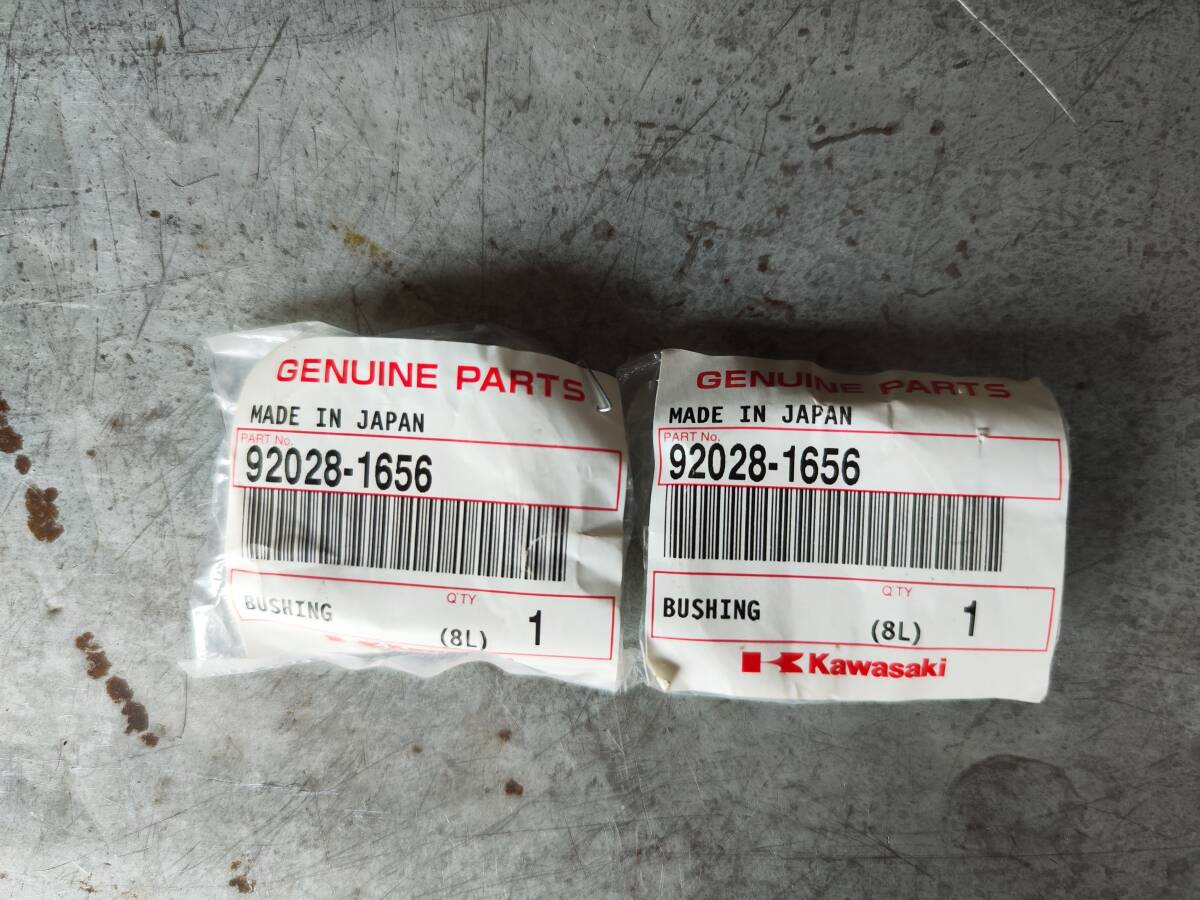 GENUINE PARTS
MADE IN JAPAN
PART No.
92028-1656
BUSHING
Q'TY
(8L)
1
GENUINE PARTS
MADE IN JAPAN
PART No.
92028-1656
BUSHING
Q'TY
(8L)
1
Kawasaki